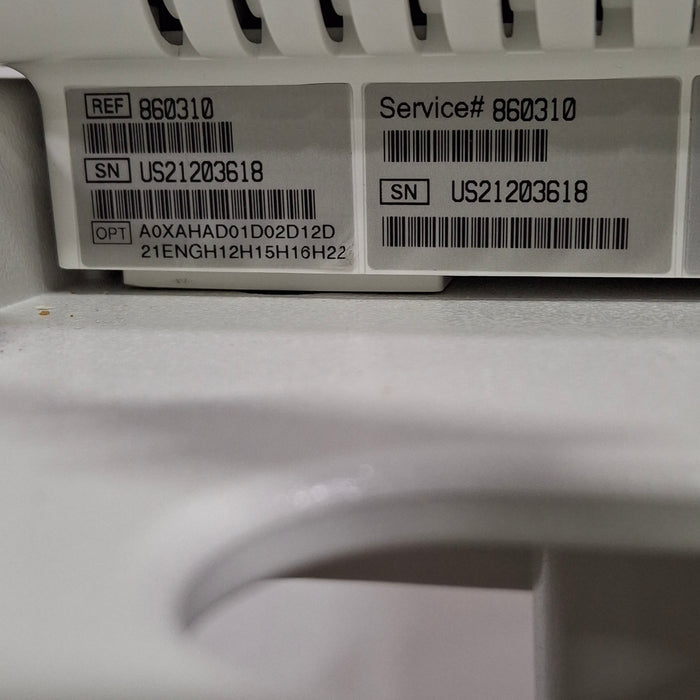 REF 860310
SN US21203618
OPT A0XAHAD01D02D12D
21ENGH12H15H16H22
Service# 860310
SN US21203618